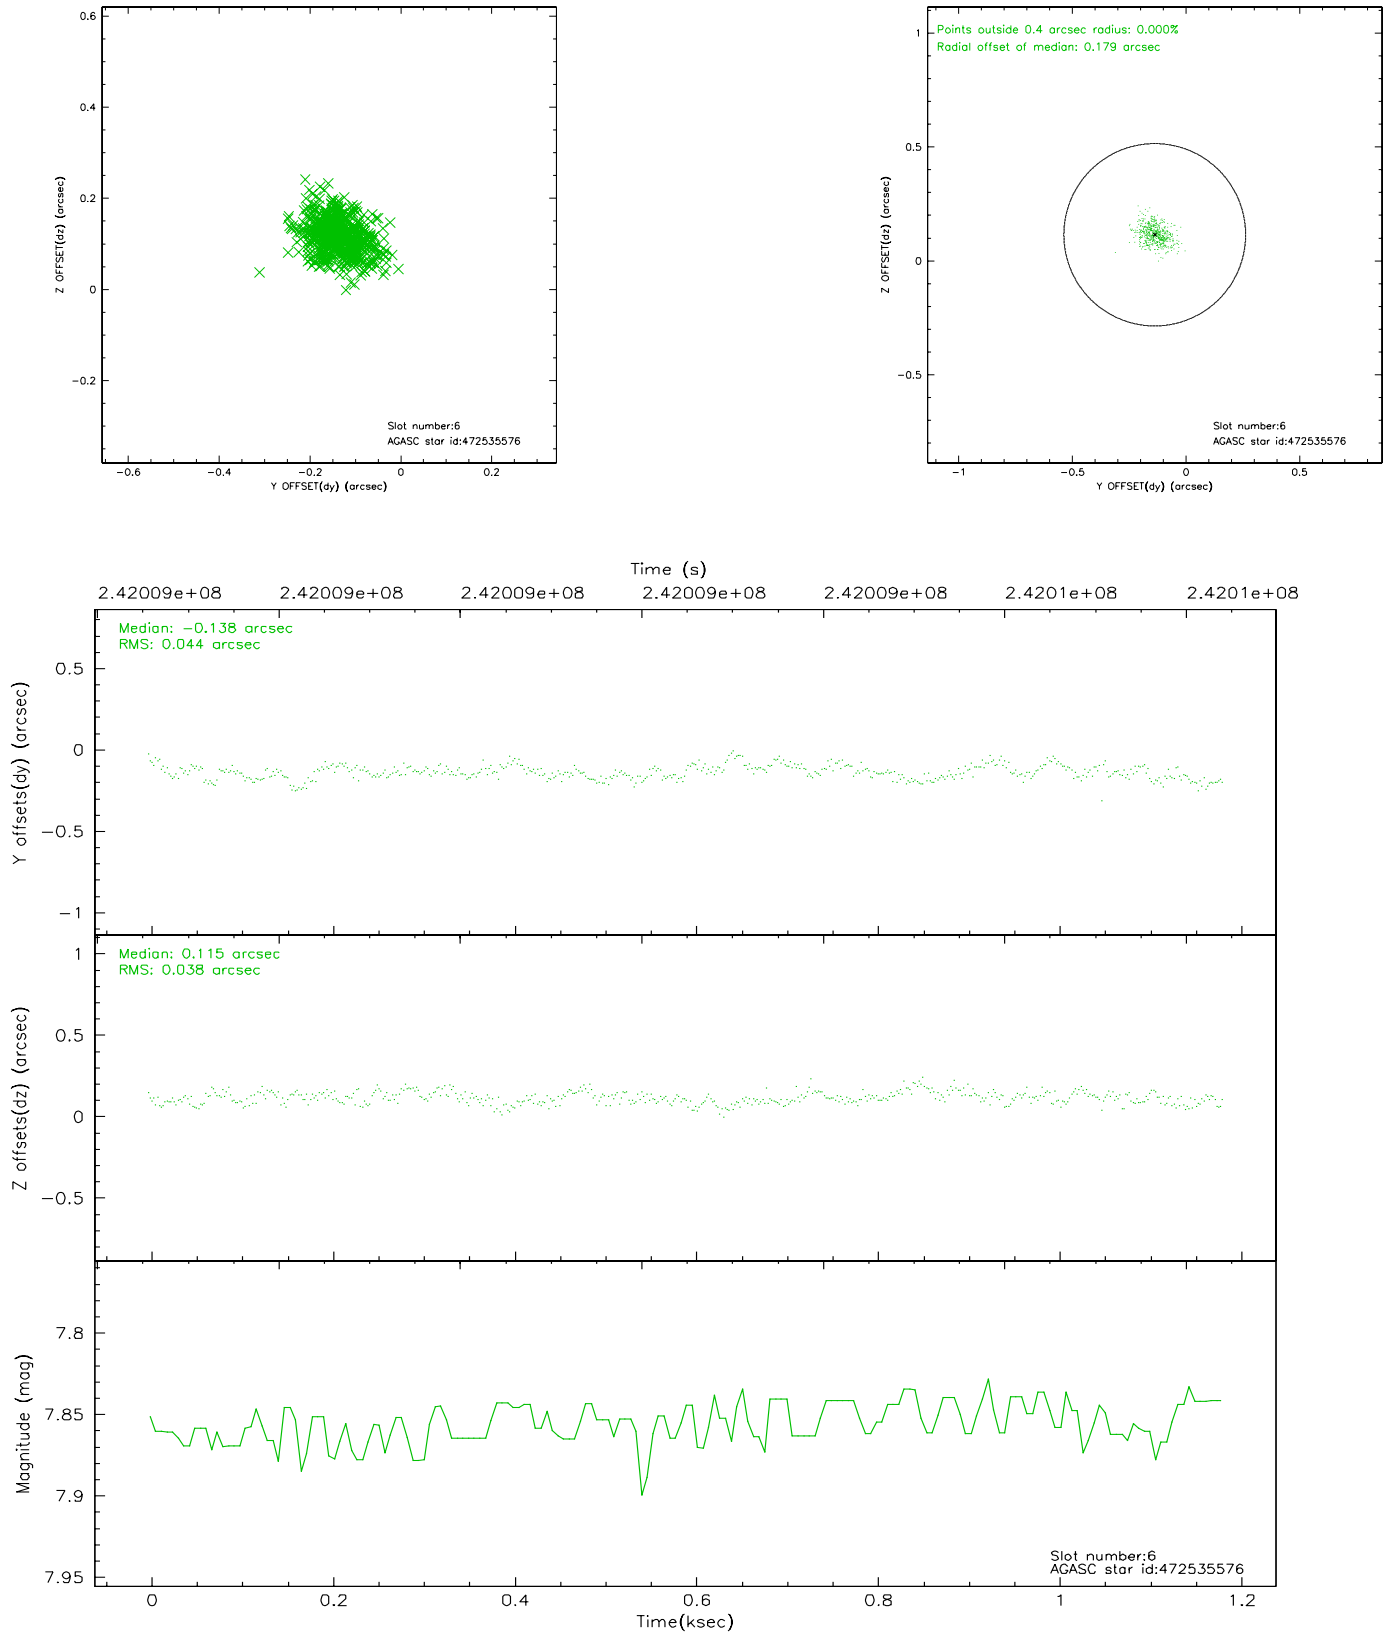 0.6
0.4
0.2
0
−0.2
Z OFFSET(dz) (arcsec)
Slot number:6
AGASC star id:472535576
−0.6 −0.4 −0.2 0 0.2
Y OFFSET(dy) (arcsec)
Points outside 0.4 arcsec radius: 0.000%
Radial offset of median: 0.179 arcsec
1
0.5
0
−0.5
Z OFFSET(dz) (arcsec)
Slot number:6
AGASC star id:472535576
−1 −0.5 0 0.5
Y OFFSET(dy) (arcsec)
Time (s)
2.42009e+08 2.42009e+08 2.42009e+08 2.42009e+08 2.42009e+08 2.4201e+08 2.4201e+08
Median: −0.138 arcsec
RMS: 0.044 arcsec
0.5
0
−0.5
−1
Y offsets(dy) (arcsec)
Median: 0.115 arcsec
RMS: 0.038 arcsec
1
0.5
0
−0.5
Z offsets(dz) (arcsec)
7.8
7.85
7.9
7.95
Magnitude (mag)
Slot number:6
AGASC star id:472535576
0 0.2 0.4 0.6 0.8 1 1.2
Time(ksec)